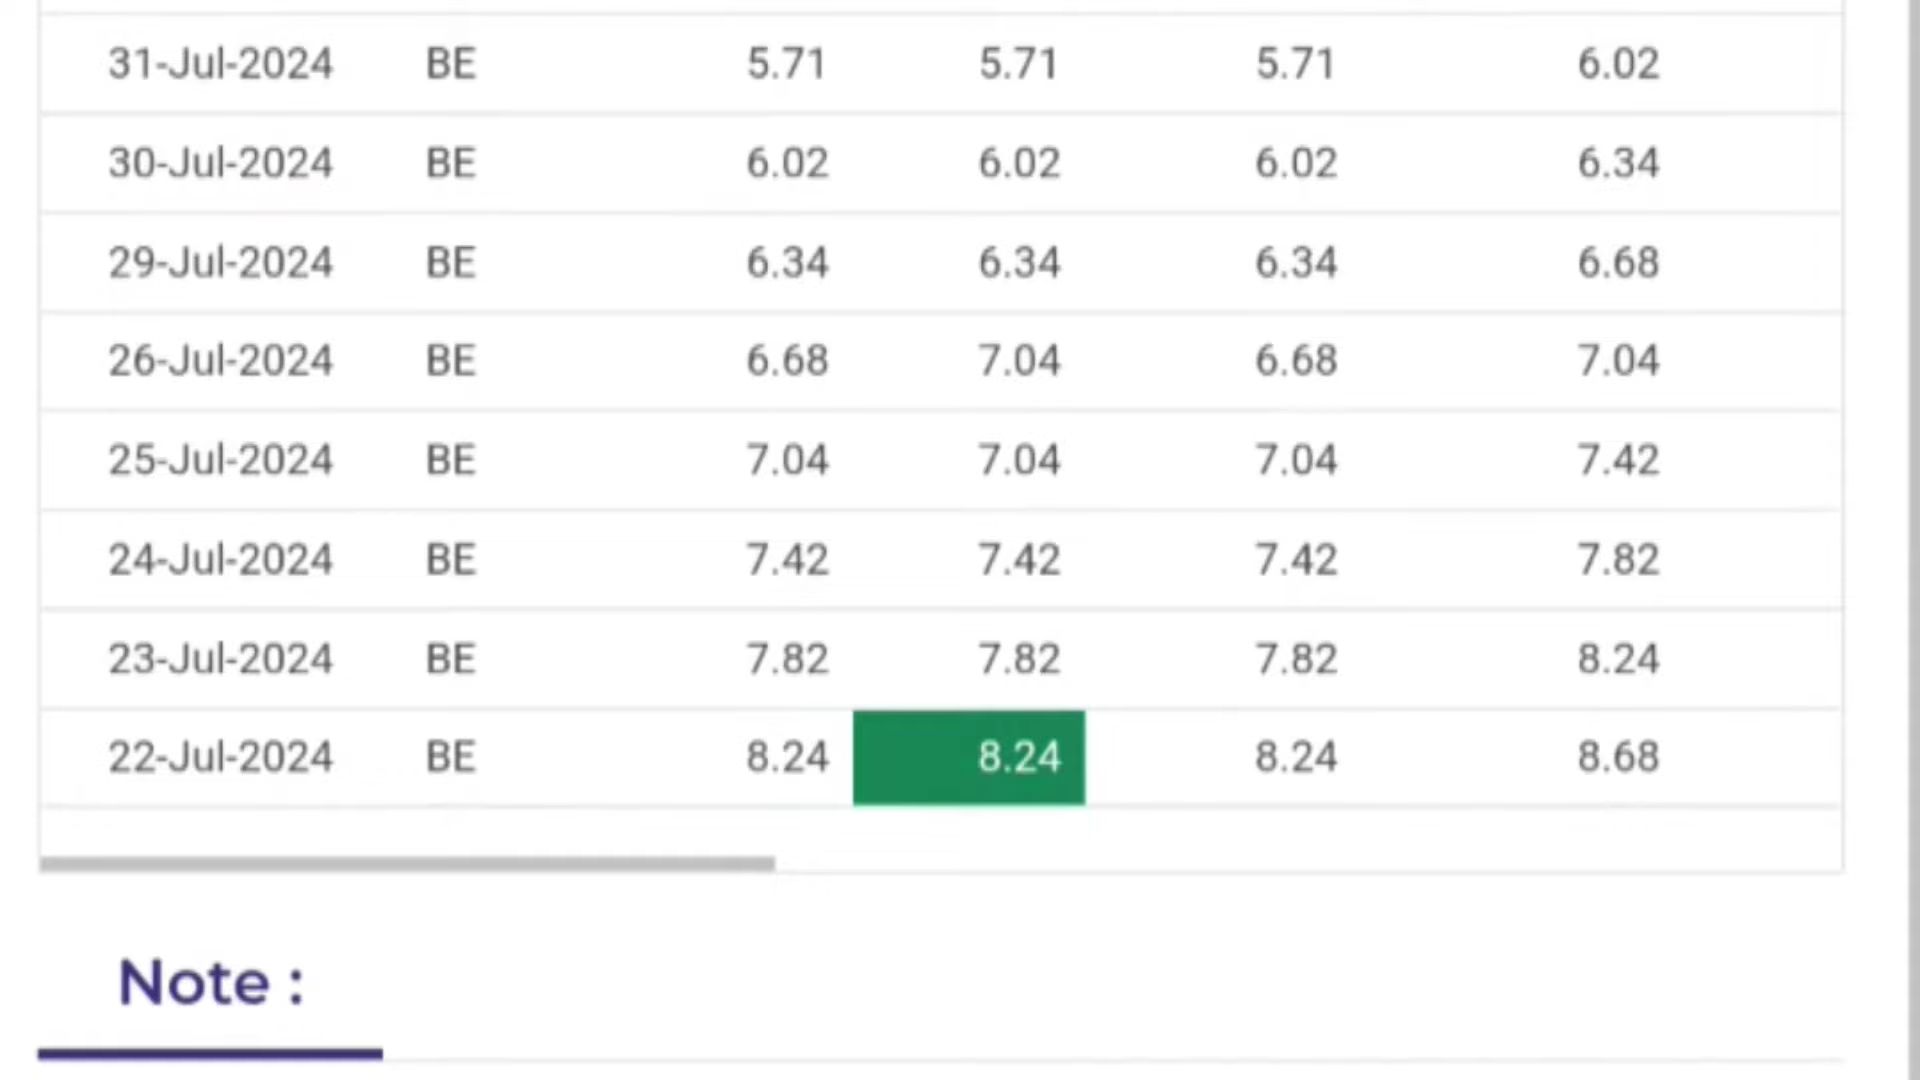 31-Jul-2024 BE 5.71 5.71 5.71 6.02
30-Jul-2024 BE 6.02 6.02 6.02 6.34
29-Jul-2024 BE 6.34 6.34 6.34 6.68
26-Jul-2024 BE 6.68 7.04 6.68 7.04
25-Jul-2024 BE 7.04 7.04 7.04 7.42
24-Jul-2024 BE 7.42 7.42 7.42 7.82
23-Jul-2024 BE 7.82 7.82 7.82 8.24
22-Jul-2024 BE 8.24 8.24 8.24 8.68
Note :